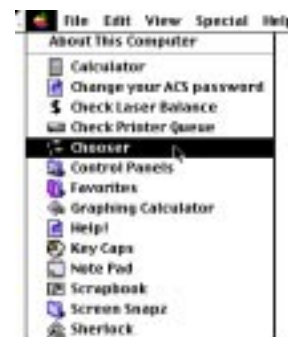 File Edit View Special Help
About This Computer
Calculator
Change your ACS password
Check Laser Balance
Check Printer Queue
Chooser
Control Panels
Favorites
Graphing Calculator
Help!
Key Caps
Note Pad
Scrapbook
Screen Snapz
Sherlock